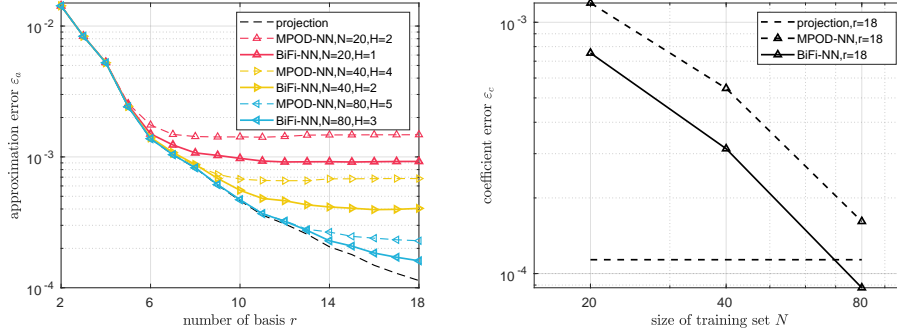 10^-2
10^-3
10^-4
approximation error ε_a
2
6
10
14
18
number of basis r
projection
MPOD-NN,N=20,H=2
BiFi-NN,N=20,H=1
MPOD-NN,N=40,H=4
BiFi-NN,N=40,H=2
MPOD-NN,N=80,H=5
BiFi-NN,N=80,H=3
10^-3
10^-4
coefficient error ε_c
20
40
80
size of training set N
projection,r=18
MPOD-NN,r=18
BiFi-NN,r=18